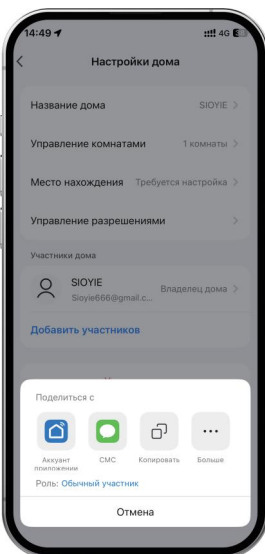 14:49
4G
Настройки дома
Название дома SIOYIE
Управление комнатами 1 комнаты
Место нахождения Требуется настройка
Управление разрешениями
Участники дома
SIOYIE
Sioyie666@gmail.c... Владелец дома
Добавить участников
Поделиться с
Аккуант приложении
СМС
Копировать
Больше
Роль: Обычный участник
Отмена